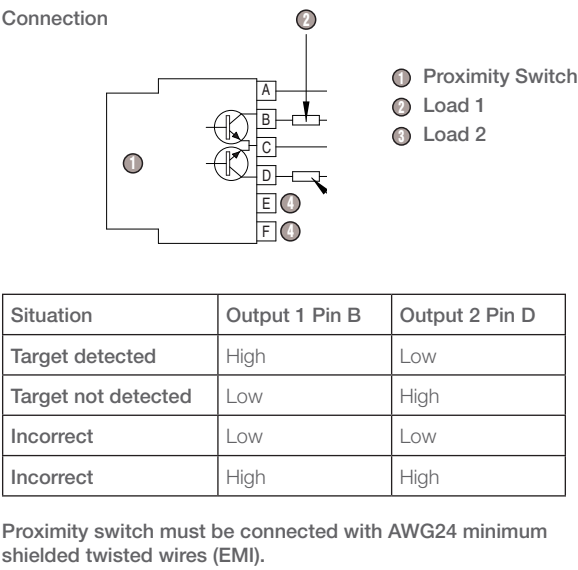 Connection
2
1 Proximity Switch
2 Load 1
3 Load 2
A
B
C
1
D
E 4
F 4
Situation Output 1 Pin B Output 2 Pin D
Target detected High Low
Target not detected Low High
Incorrect Low Low
Incorrect High High
Proximity switch must be connected with AWG24 minimum
shielded twisted wires (EMI).